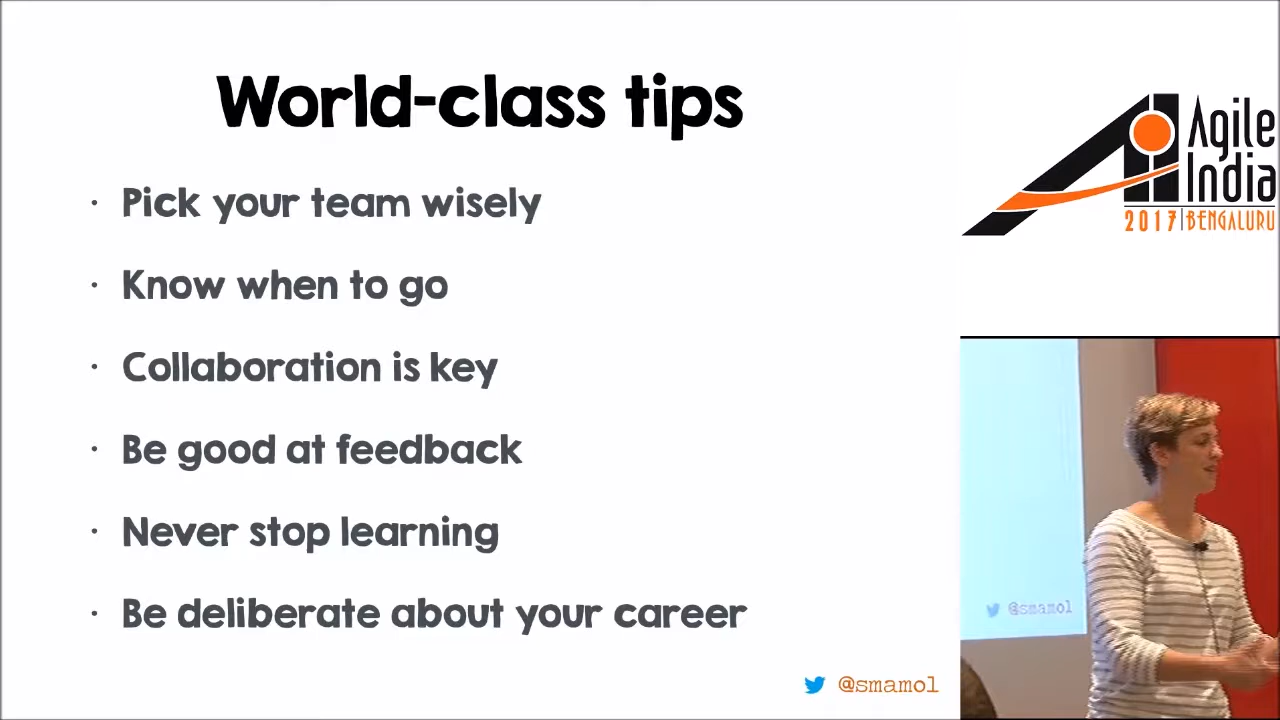 World-class tips
· Pick your team wisely
· Know when to go
· Collaboration is key
· Be good at feedback
· Never stop learning
· Be deliberate about your career
@smamol
Agile
India
2017 | BENGALURU
@smamol